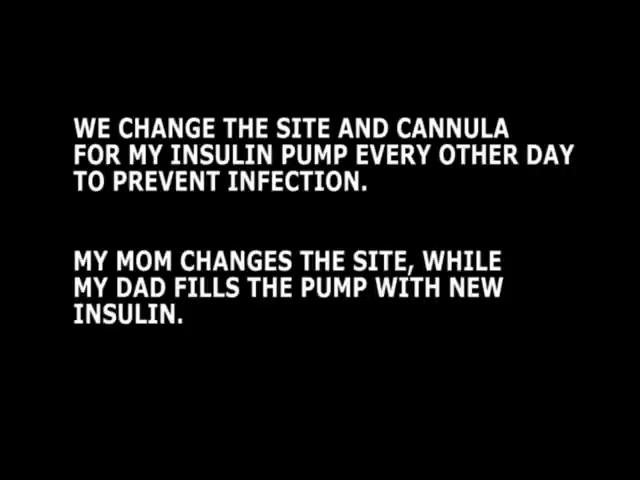 WE CHANGE THE SITE AND CANNULA
FOR MY INSULIN PUMP EVERY OTHER DAY
TO PREVENT INFECTION.
MY MOM CHANGES THE SITE, WHILE
MY DAD FILLS THE PUMP WITH NEW
INSULIN.